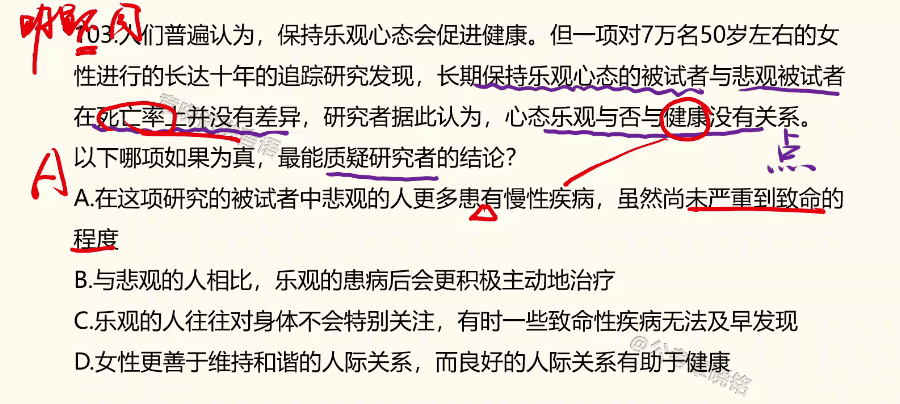 明题区
103.人们普遍认为，保持乐观心态会促进健康。但一项对7万名50岁左右的女
性进行的长达十年的追踪研究发现，长期保持乐观心态的被试者与悲观被试者
在死亡率上并没有差异，研究者据此认为，心态乐观与否与健康没有关系。
点
以下哪项如果为真，最能质疑研究者的结论？
A
A.在这项研究的被试者中悲观的人更多患有慢性疾病，虽然尚未严重到致命的
程度
B.与悲观的人相比，乐观的患病后会更积极主动地治疗
C.乐观的人往往对身体不会特别关注，有时一些致命性疾病无法及早发现
D.女性更善于维持和谐的人际关系，而良好的人际关系有助于健康